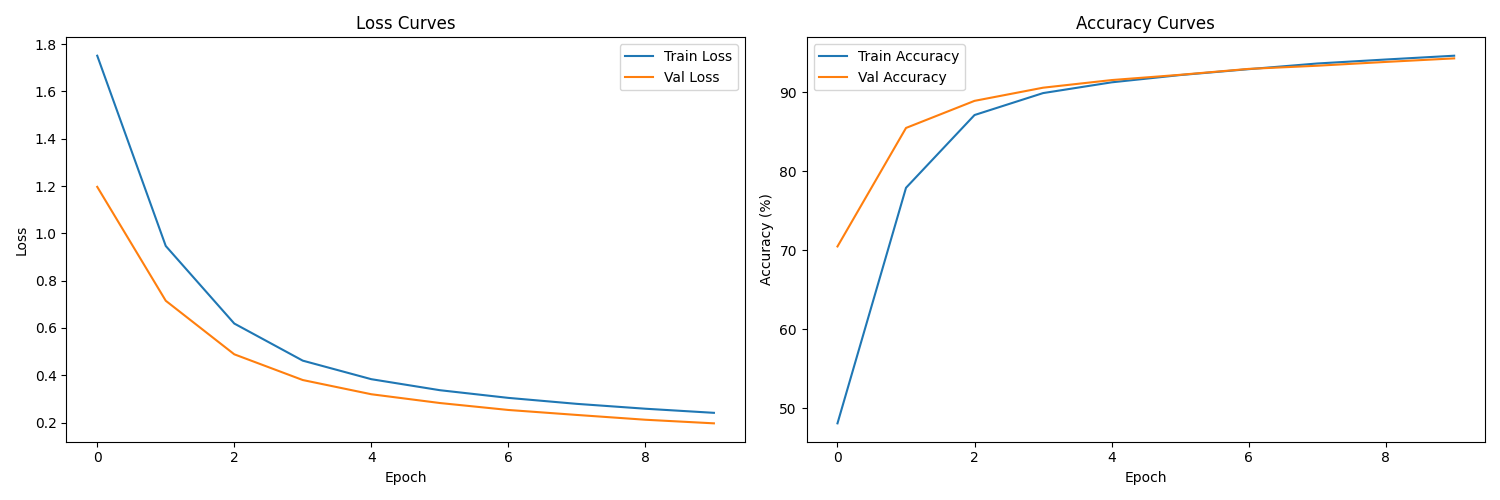 Loss Curves
Train Loss
Val Loss
1.8
1.6
1.4
1.2
1.0
0.8
0.6
0.4
0.2
Loss
0 2 4 6 8
Epoch
Accuracy Curves
Train Accuracy
Val Accuracy
90
80
70
60
50
Accuracy (%)
0 2 4 6 8
Epoch